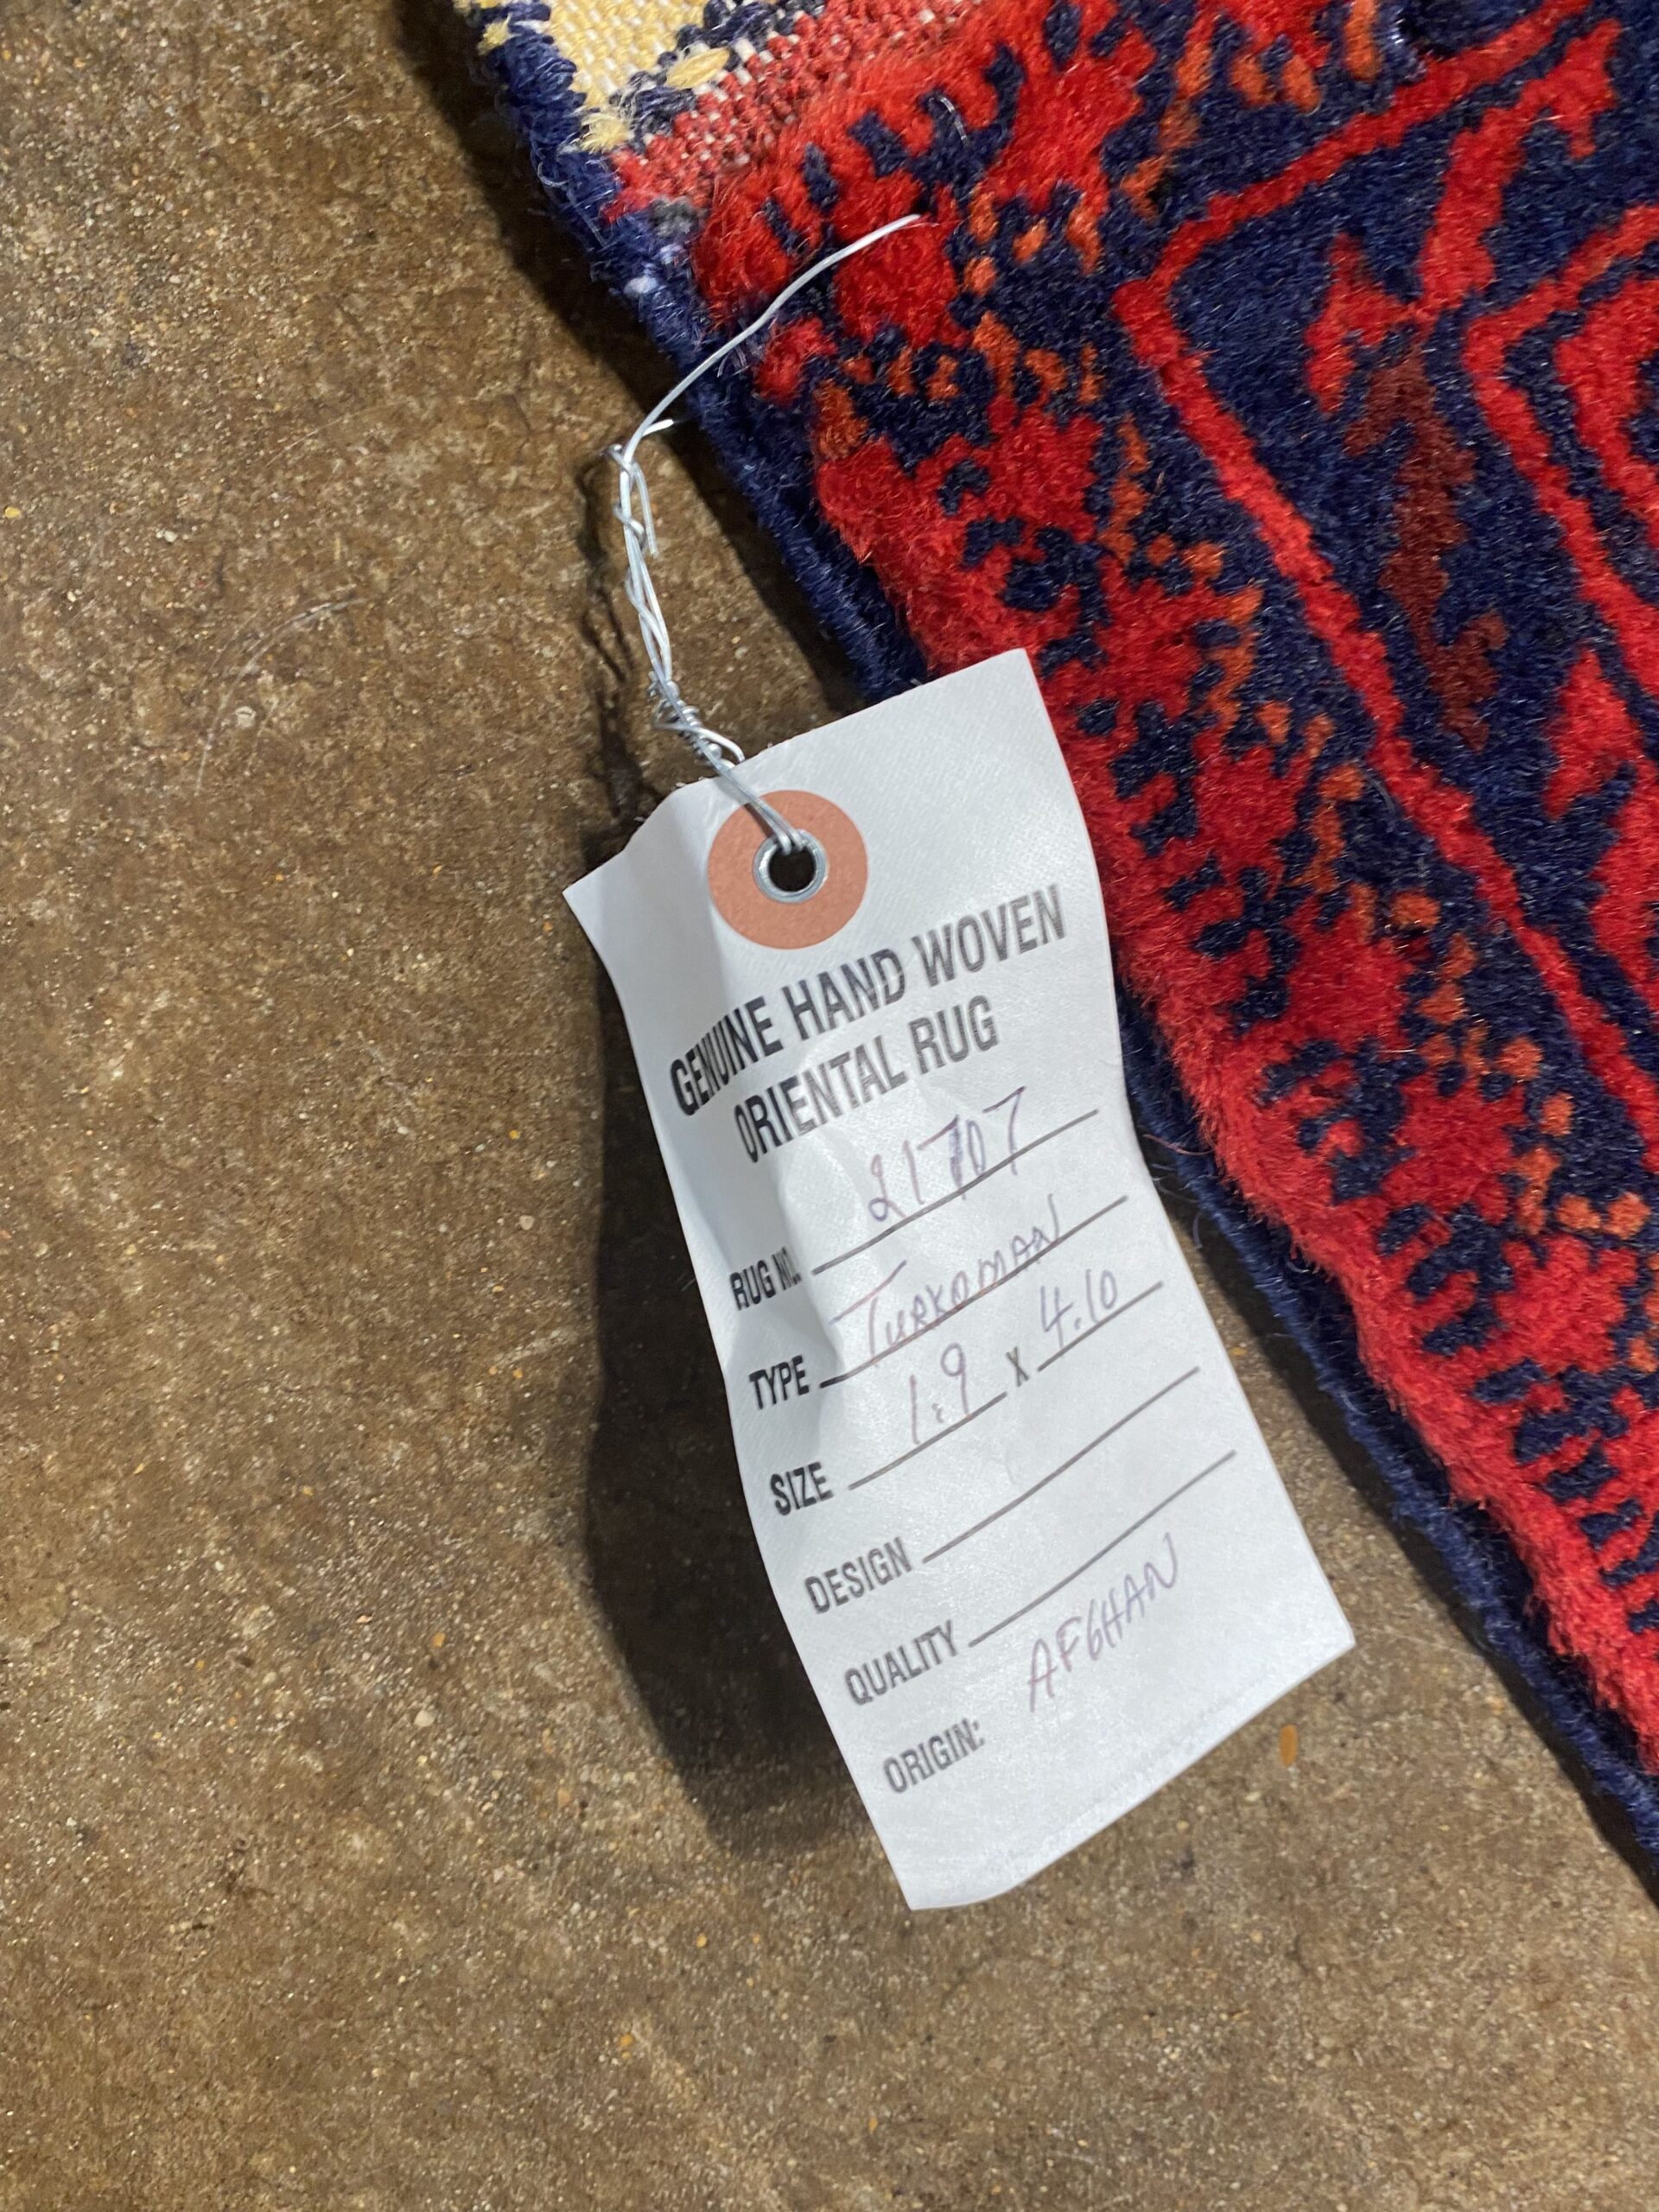 GENUINE HAND WOVEN
ORIENTAL RUG
RUG NO. 21707
TYPE TURKOMAN
SIZE 1.9 X 4.10
DESIGN
QUALITY
ORIGIN: AFGHAN